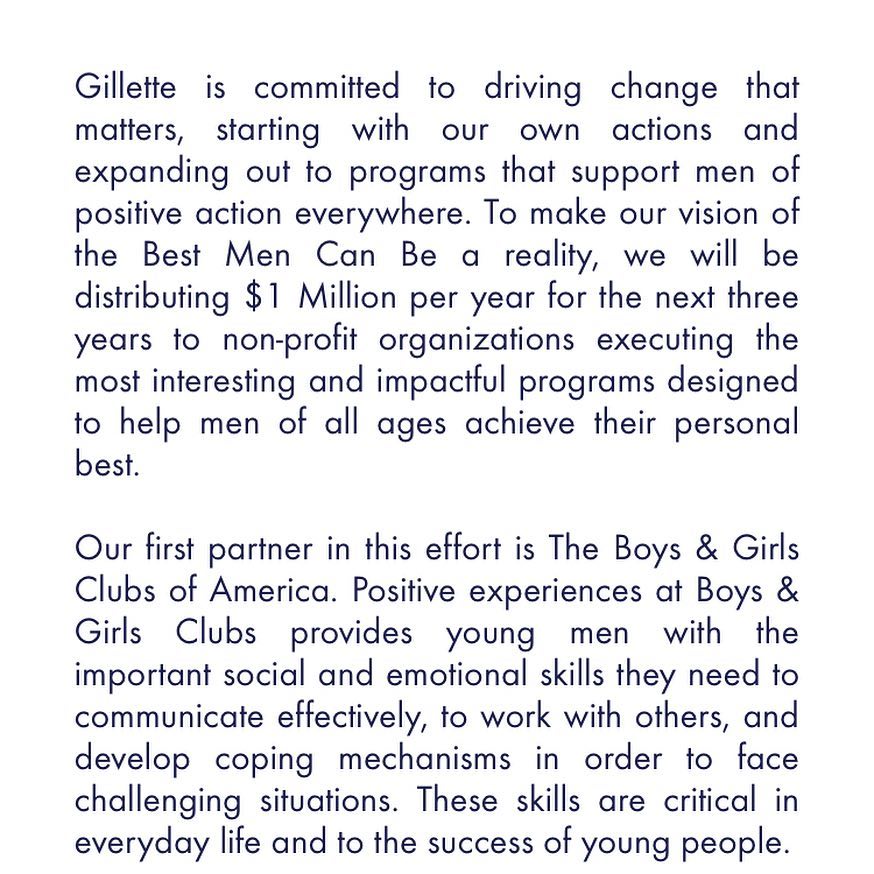 Gillette is committed to driving change that
matters, starting with our own actions and
expanding out to programs that support men of
positive action everywhere. To make our vision of
the Best Men Can Be a reality, we will be
distributing $1 Million per year for the next three
years to non-profit organizations executing the
most interesting and impactful programs designed
to help men of all ages achieve their personal
best.

Our first partner in this effort is The Boys & Girls
Clubs of America. Positive experiences at Boys &
Girls Clubs provides young men with the
important social and emotional skills they need to
communicate effectively, to work with others, and
develop coping mechanisms in order to face
challenging situations. These skills are critical in
everyday life and to the success of young people.